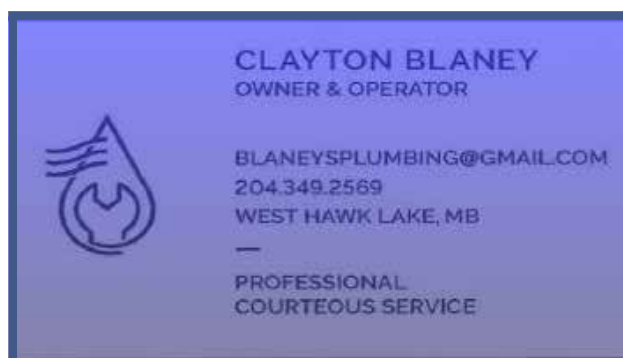 CLAYTON BLANEY
OWNER & OPERATOR
BLANEYSPLUMBING@GMAIL.COM
204.349.2569
WEST HAWK LAKE, MB
—
PROFESSIONAL
COURTEOUS SERVICE